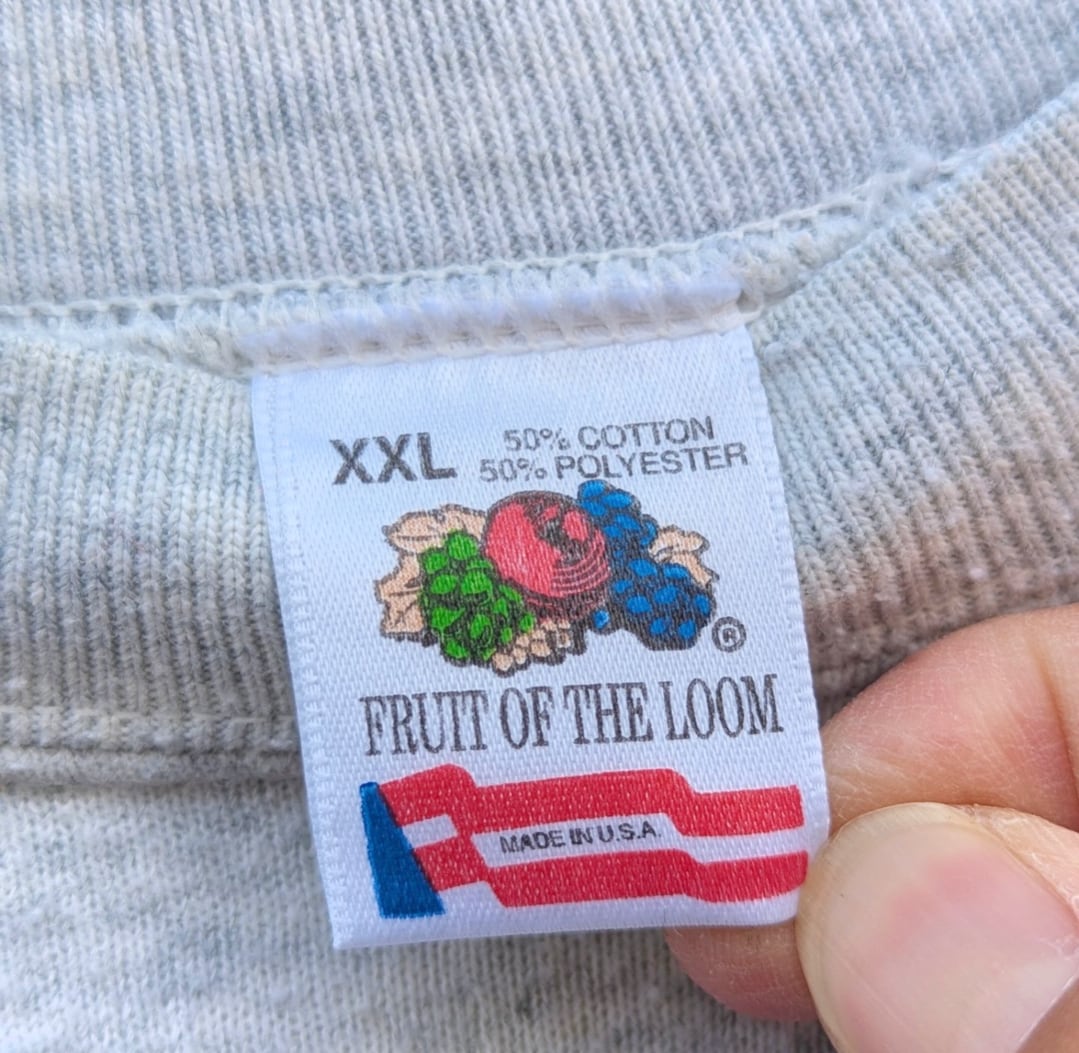 XXL
50% COTTON
50% POLYESTER
®
FRUIT OF THE LOOM
MADE IN U.S.A.